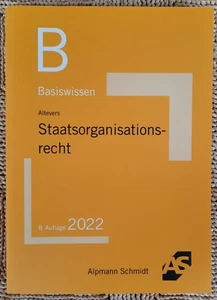 B
Basiswissen
Altevers
Staatsorganisations-
recht
8. Auflage 2022
AS
Alpmann Schmidt